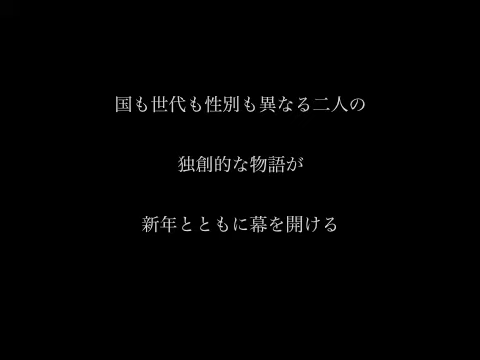 国も世代も性別も異なる二人の
独創的な物語が
新年とともに幕を開ける